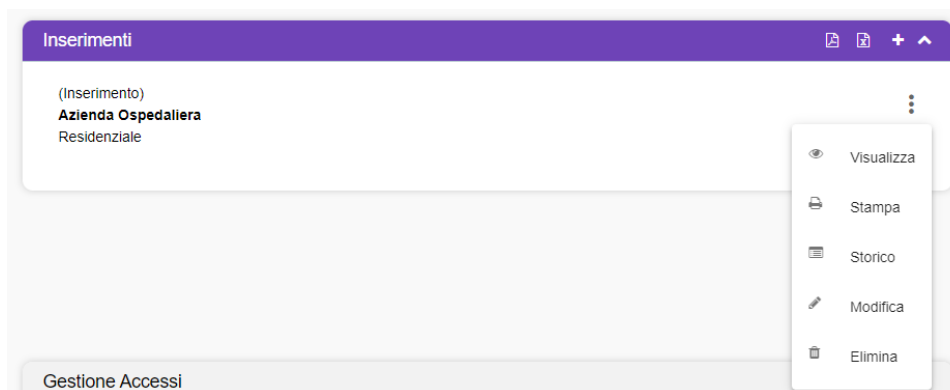 Inserimenti
(Inserimento)
Azienda Ospedaliera
Residenziale
Visualizza
Stampa
Storico
Modifica
Elimina
Gestione Accessi